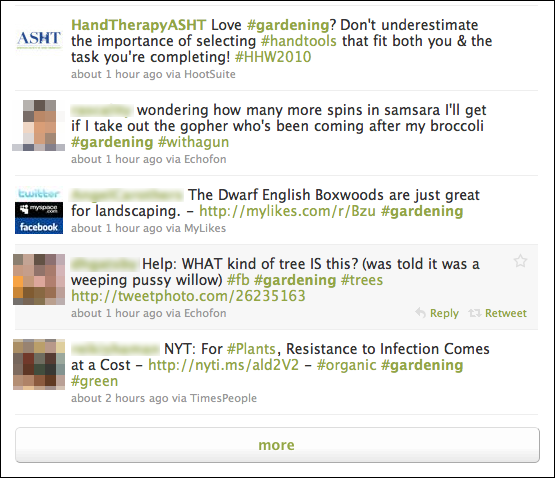 HandTherapyASHT Love #gardening? Don't underestimate
ASHT
the importance of selecting #handtools that fit both you & the
task you're completing! #HHW2010
about 1 hour ago via HootSuite
wondering how many more spins in samsara I'll get
if I take out the gopher who's been coming after my broccoli
#gardening #withagun
about 1 hour ago via Echofon
twitter
myspace.com
facebook
The Dwarf English Boxwoods are just great
for landscaping. - http://mylikes.com/r/Bzu #gardening
about 1 hour ago via MyLikes
Help: WHAT kind of tree IS this? (was told it was a
weeping pussy willow) #fb #gardening #trees
http://tweetphoto.com/26235163
about 1 hour ago via Echofon
Reply Retweet
NYT: For #Plants, Resistance to Infection Comes
at a Cost - http://nyti.ms/ald2V2 - #organic #gardening
#green
about 2 hours ago via TimesPeople
more